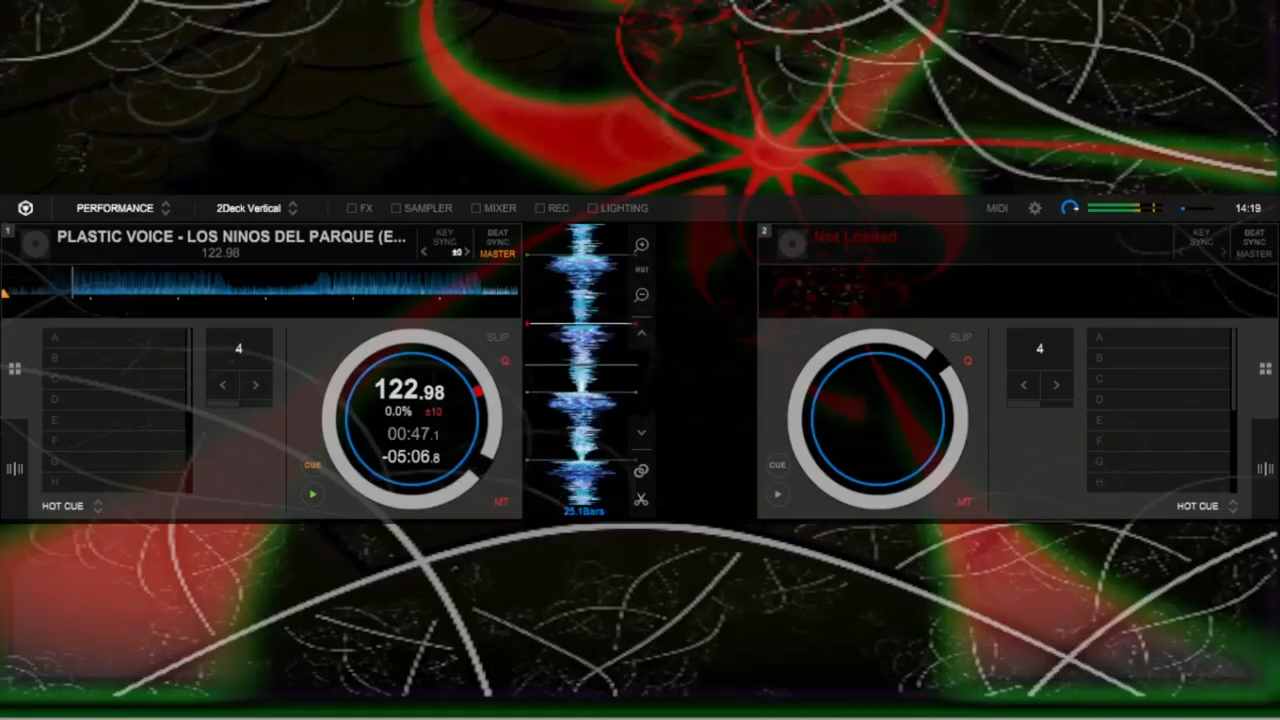 PERFORMANCE 2Deck Vertical FX SAMPLER MIXER REC LIGHTING MIDI 14:19
1 PLASTIC VOICE - LOS NINOS DEL PARQUE (E... KEY SYNC BEAT SYNC
122.98 ±0 MASTER
RST
A
B
C
D
E
F
G
H
HOT CUE
4
SLIP
Q
122.98
0.0% ±10
00:47.1
-05:06.8
CUE
MT
25.1Bars
2 Not Loaded. KEY SYNC BEAT SYNC
MASTER
SLIP
Q
CUE
MT
4
A
B
C
D
E
F
G
H
HOT CUE